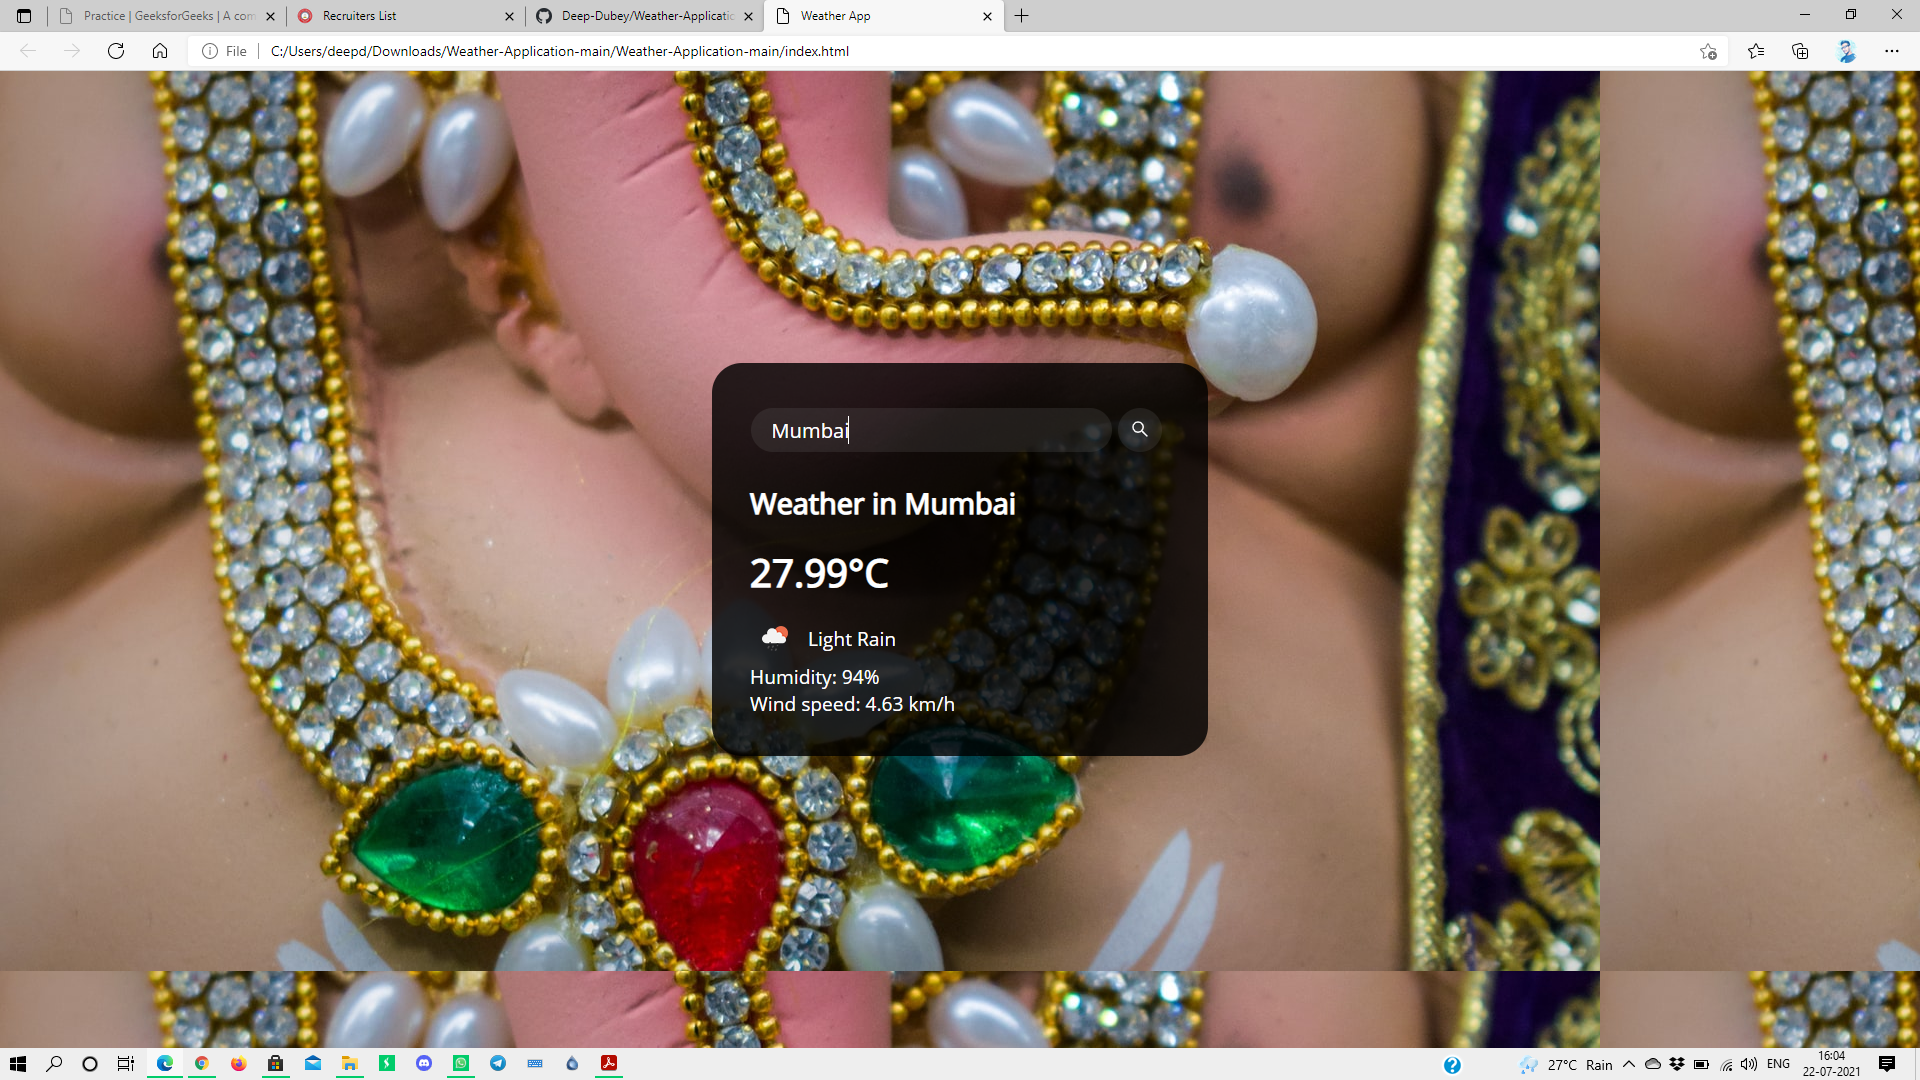 Practice | GeeksforGeeks | A com
Recruiters List
Deep-Dubey/Weather-Applicatio
Weather App
File
C:/Users/deepd/Downloads/Weather-Application-main/Weather-Application-main/index.html
Mumbai
Weather in Mumbai
27.99°C
Light Rain
Humidity: 94%
Wind speed: 4.63 km/h
27°C Rain
ENG
16:04
22-07-2021